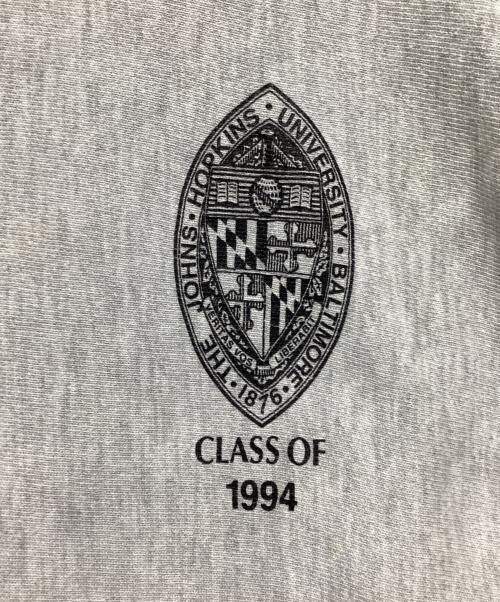 THE · JOHNS · HOPKINS · UNIVERSITY · BALTIMORE · 1876 ·
VERITAS VOS LIBERABIT
CLASS OF
1994